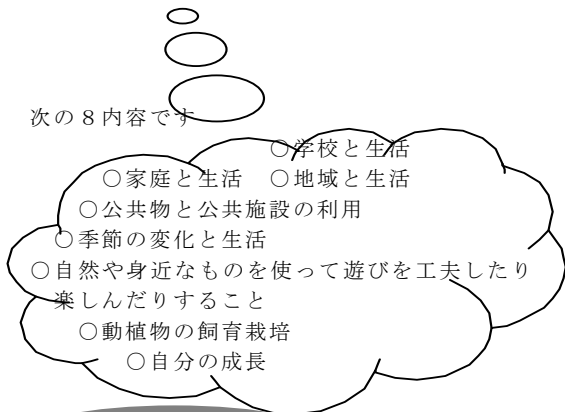 次の８内容です
○学校と生活
○家庭と生活　○地域と生活
○公共物と公共施設の利用
○季節の変化と生活
○自然や身近なものを使って遊びを工夫したり
楽しんだりすること
○動植物の飼育栽培
○自分の成長